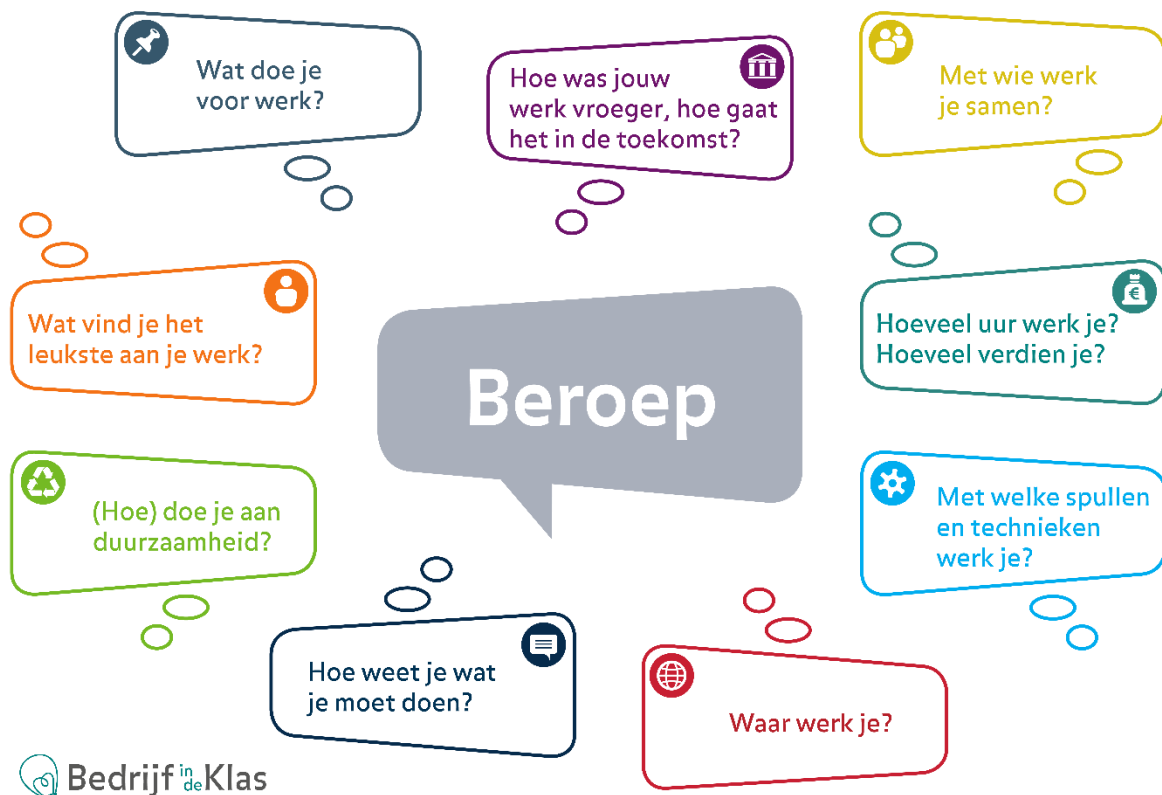 Wat doe je
voor werk?
Hoe was jouw
werk vroeger, hoe gaat
het in de toekomst?
Met wie werk
je samen?
Wat vind je het
leukste aan je werk?
Beroep
€
Hoeveel uur werk je?
Hoeveel verdien je?
(Hoe) doe je aan
duurzaamheid?
Met welke spullen
en technieken
werk je?
Hoe weet je wat
je moet doen?
Waar werk je?
Bedrijf in de Klas